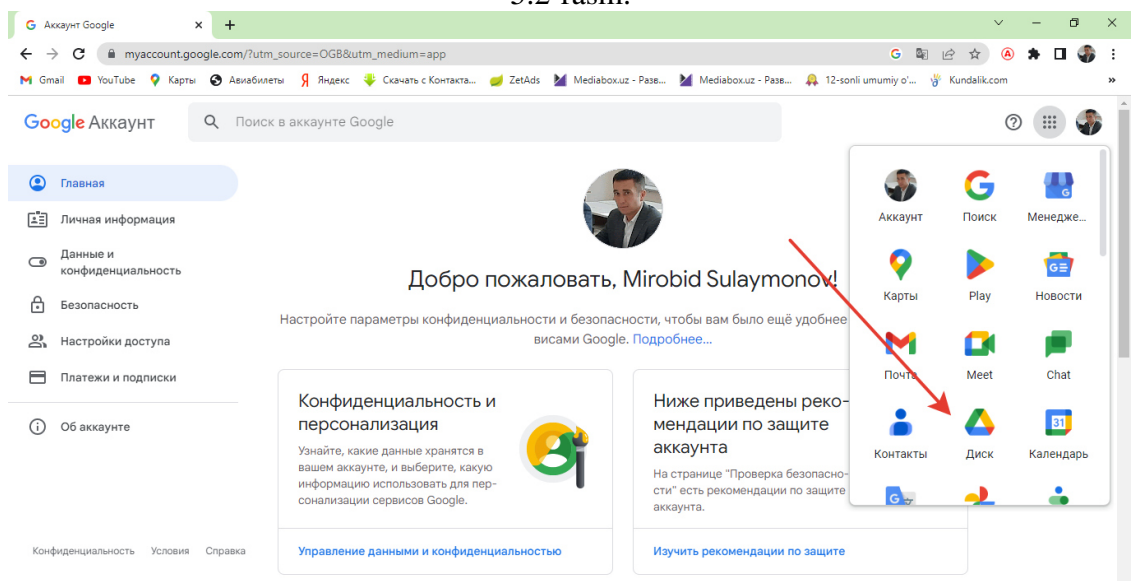 3.2-rasm.
Аккаунт Google
myaccount.google.com/?utm_source=OGB&utm_medium=app
Gmail YouTube Карты Авиабилеты Яндекс Скачать с Контакта... ZetAds Mediabox.uz - Разв... Mediabox.uz - Разв... 12-sonli umumiy o'... Kundalik.com »
Google Аккаунт
Поиск в аккаунте Google
Главная
Личная информация
Данные и
конфиденциальность
Безопасность
Настройки доступа
Платежи и подписки
Об аккаунте
Конфиденциальность Условия Справка
Добро пожаловать, Mirobid Sulaymonov!
Настройте параметры конфиденциальности и безопасности, чтобы вам было ещё удобнее
висами Google. Подробнее...
Конфиденциальность и
персонализация
Узнайте, какие данные хранятся в
вашем аккаунте, и выберите, какую
информацию использовать для пер-
сонализации сервисов Google.
Управление данными и конфиденциальностью
Ниже приведены реко-
мендации по защите
аккаунта
На странице "Проверка безопасно-
сти" есть рекомендации по защите
аккаунта.
Изучить рекомендации по защите
Аккаунт Поиск Менедже...
Карты Play Новости
Почта Meet Chat
Контакты Диск Календарь